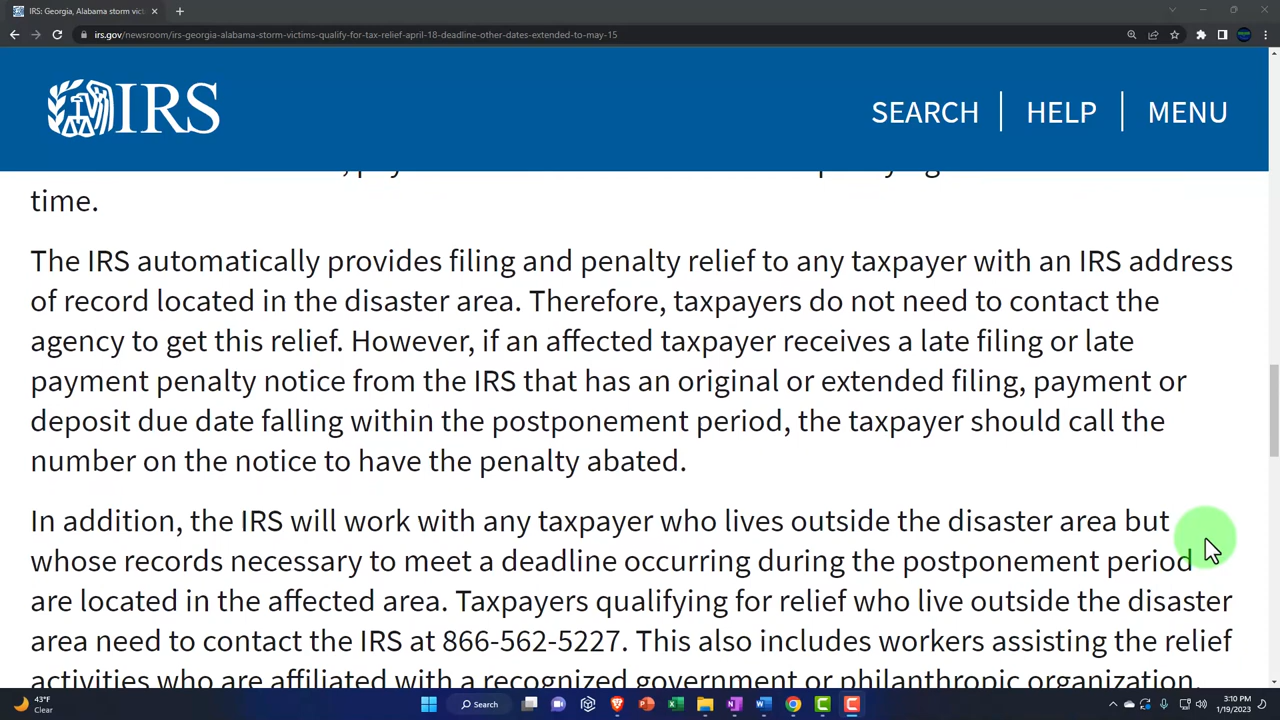 IRS: Georgia, Alabama storm vict
irs.gov/newsroom/irs-georgia-alabama-storm-victims-qualify-for-tax-relief-april-18-deadline-other-dates-extended-to-may-15
IRS
SEARCH
HELP
MENU
time.
The IRS automatically provides filing and penalty relief to any taxpayer with an IRS address
of record located in the disaster area. Therefore, taxpayers do not need to contact the
agency to get this relief. However, if an affected taxpayer receives a late filing or late
payment penalty notice from the IRS that has an original or extended filing, payment or
deposit due date falling within the postponement period, the taxpayer should call the
number on the notice to have the penalty abated.
In addition, the IRS will work with any taxpayer who lives outside the disaster area but
whose records necessary to meet a deadline occurring during the postponement period
are located in the affected area. Taxpayers qualifying for relief who live outside the disaster
area need to contact the IRS at 866-562-5227. This also includes workers assisting the relief
activities who are affiliated with a recognized government or philanthropic organization.
43°F
Clear
Search
3:10 PM
1/19/2023